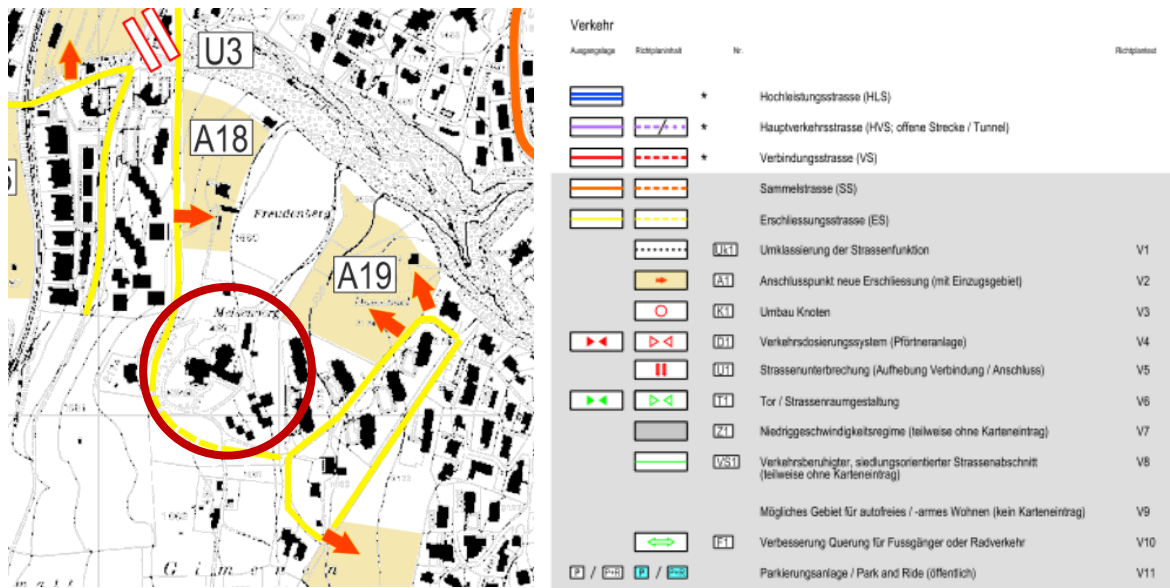 U3
A18
Freudenberg
A19
Meisenberg
Gimenen
Verkehr
Ausgangslage Richtplaninhalt Nr. Richtplantext
* Hochleistungsstrasse (HLS)
* Hauptverkehrsstrasse (HVS; offene Strecke / Tunnel)
* Verbindungsstrasse (VS)
Sammelstrasse (SS)
Erschliessungsstrasse (ES)
Uk1 Umklassierung der Strassenfunktion V1
A1 Anschlusspunkt neue Erschliessung (mit Einzugsgebiet) V2
K1 Umbau Knoten V3
D1 Verkehrsdosierungssystem (Pförtneranlage) V4
U1 Strassenunterbrechung (Aufhebung Verbindung / Anschluss) V5
T1 Tor / Strassenraumgestaltung V6
Z1 Niedriggeschwindigkeitsregime (teilweise ohne Karteneintrag) V7
VS1 Verkehrsberuhigter, siedlungsorientierter Strassenabschnitt V8
(teilweise ohne Karteneintrag)
Mögliches Gebiet für autofreies / -armes Wohnen (kein Karteneintrag) V9
F1 Verbesserung Querung für Fussgänger oder Radverkehr V10
P / P+R P / P+R Parkierungsanlage / Park and Ride (öffentlich) V11